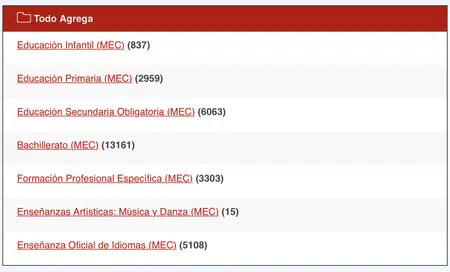 Todo Agrega
Educación Infantil (MEC) (837)
Educación Primaria (MEC) (2959)
Educación Secundaria Obligatoria (MEC) (6063)
Bachillerato (MEC) (13161)
Formación Profesional Específica (MEC) (3303)
Enseñanzas Artísticas: Música y Danza (MEC) (15)
Enseñanza Oficial de Idiomas (MEC) (5108)